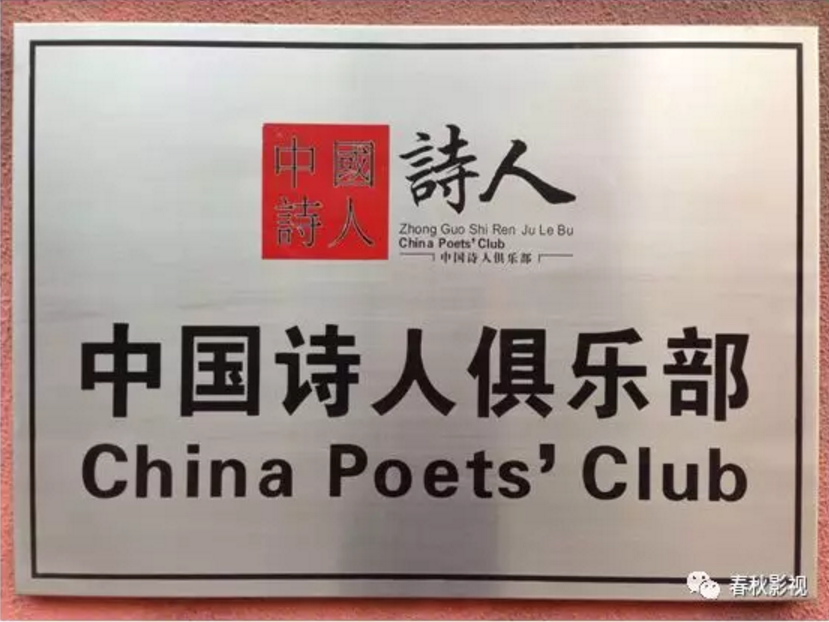 中國
詩人
詩人
Zhong Guo Shi Ren Ju Le Bu
China Poets' Club
中国诗人俱乐部
中国诗人俱乐部
China Poets’ Club
春秋影视